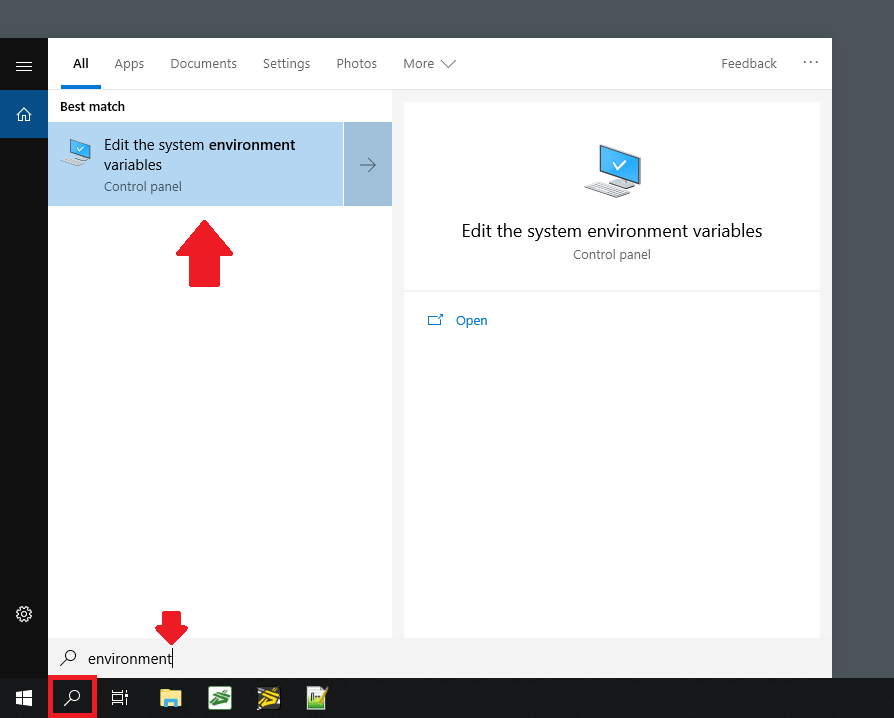 All Apps Documents Settings Photos More Feedback ...
Best match
Edit the system environment
variables
Control panel
Edit the system environment variables
Control panel
Open
environment